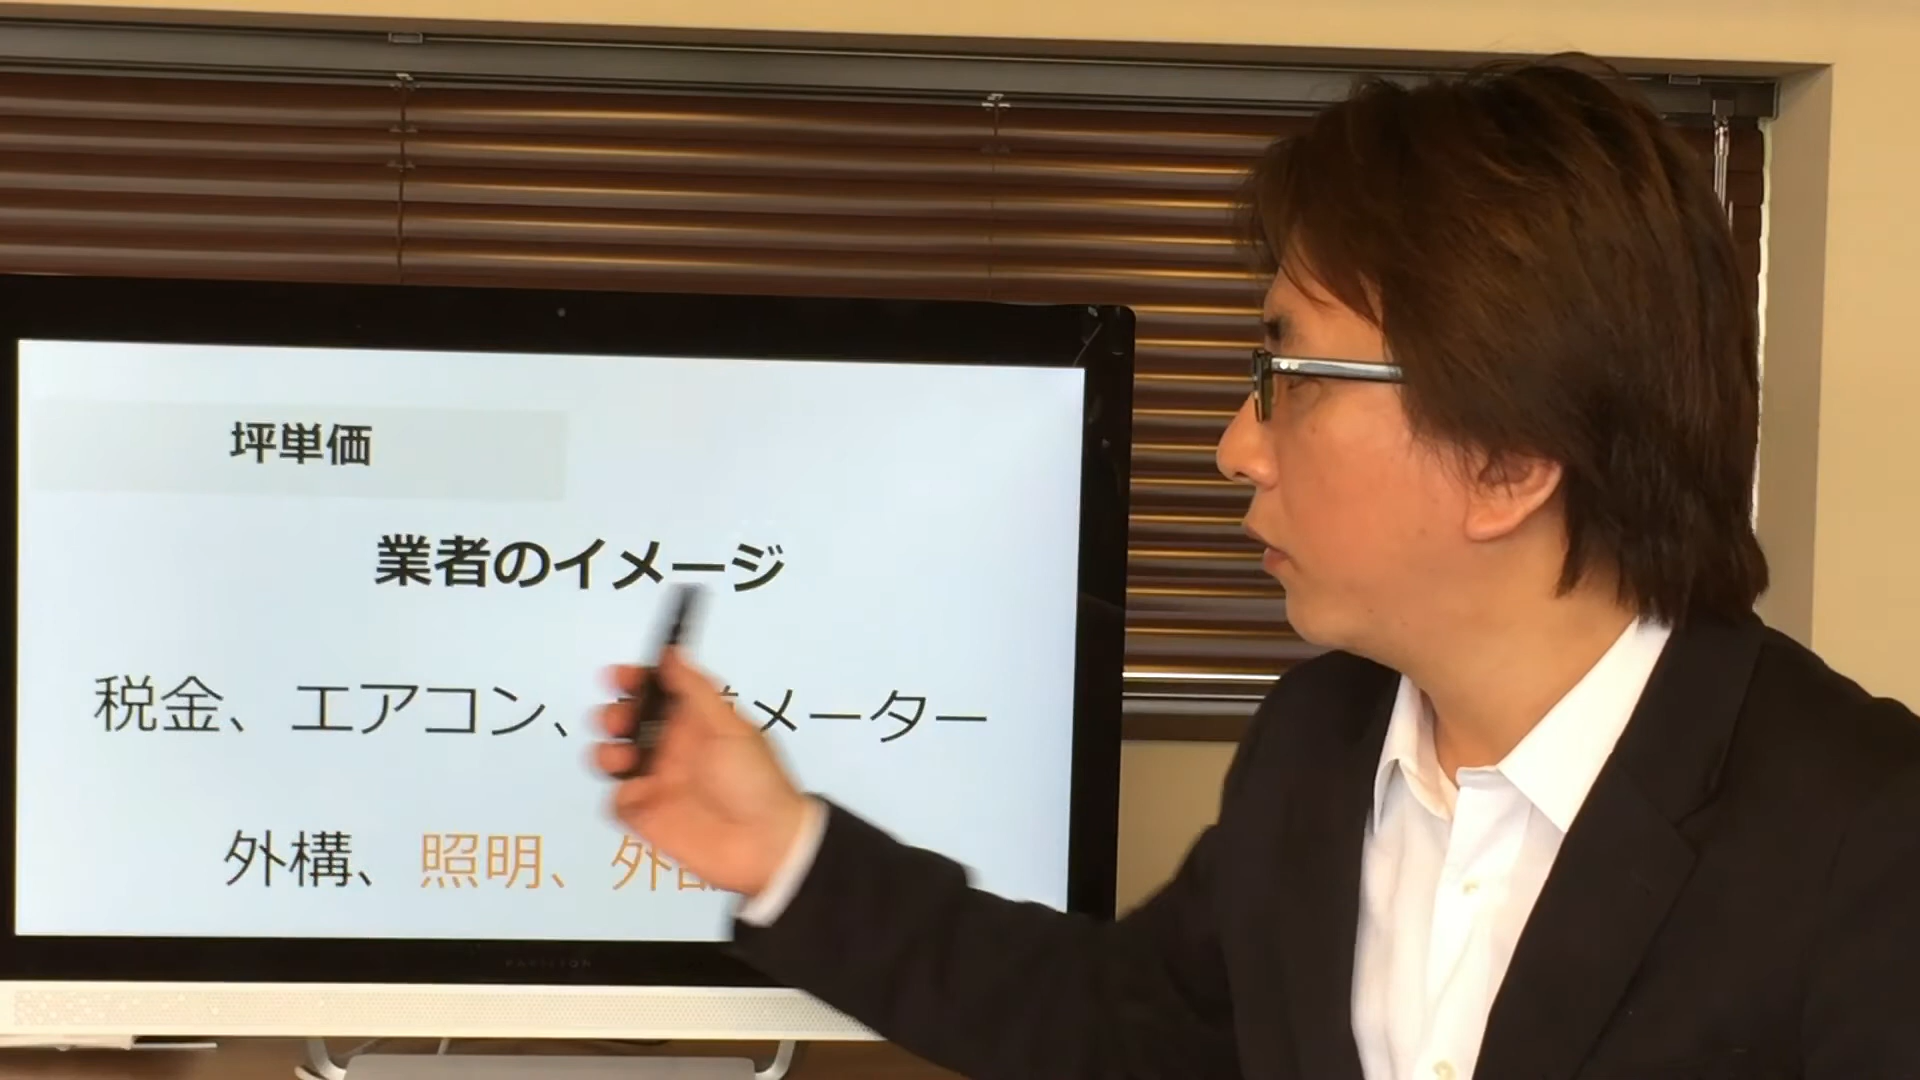 坪単価
業者のイメージ
税金、エアコン、メーター
外構、照明、外部